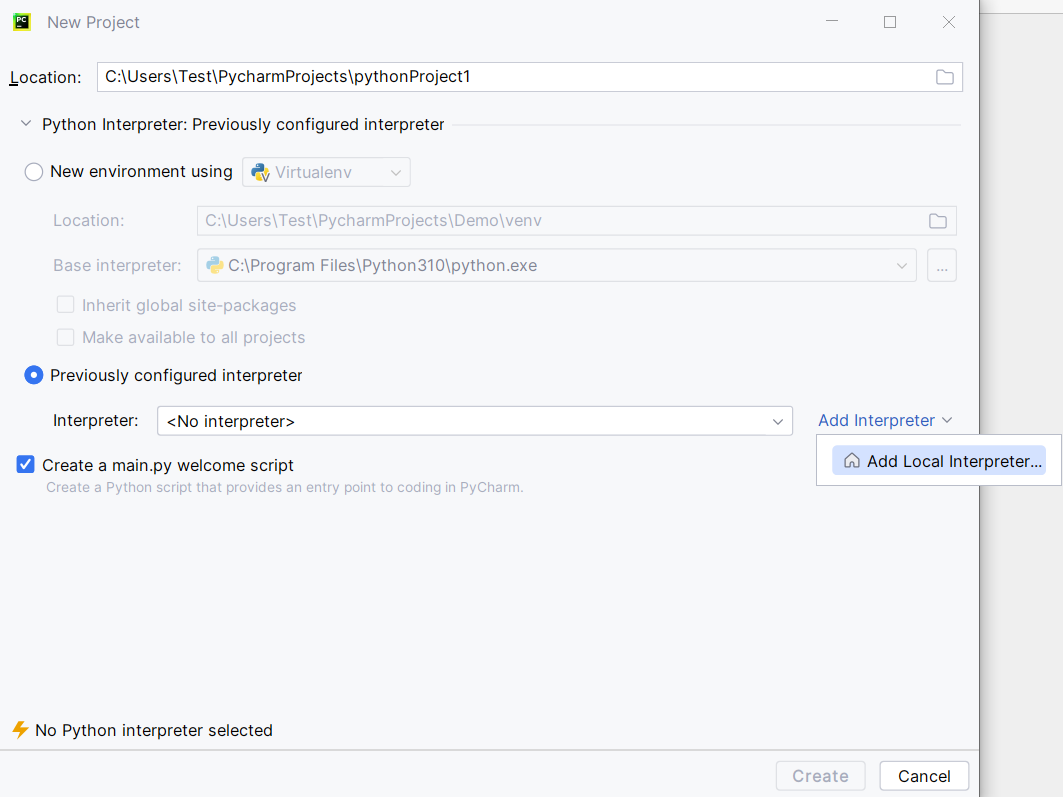 PC New Project
Location: C:\Users\Test\PycharmProjects\pythonProject1
Python Interpreter: Previously configured interpreter
New environment using Virtualenv
Location: C:\Users\Test\PycharmProjects\Demo\venv
Base interpreter: C:\Program Files\Python310\python.exe ...
Inherit global site-packages
Make available to all projects
Previously configured interpreter
Interpreter: <No interpreter> Add Interpreter
Add Local Interpreter...
Create a main.py welcome script
Create a Python script that provides an entry point to coding in PyCharm.
No Python interpreter selected
Create Cancel